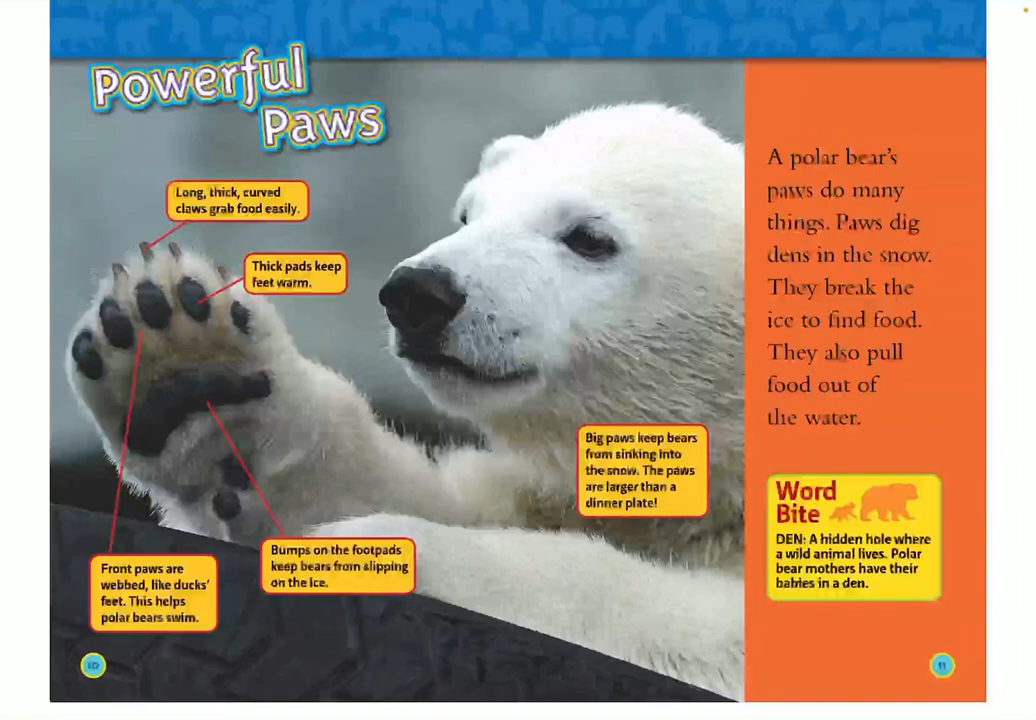 Powerful
Paws
Long, thick, curved
claws grab food easily.
Thick pads keep
feet warm.
Big paws keep bears
from sinking into
the snow. The paws
are larger than a
dinner plate!
Bumps on the footpads
keep bears from slipping
on the ice.
Front paws are
webbed, like ducks'
feet. This helps
polar bears swim.
10
A polar bear's
paws do many
things. Paws dig
dens in the snow.
They break the
ice to find food.
They also pull
food out of
the water.
Word
Bite
DEN: A hidden hole where
a wild animal lives. Polar
bear mothers have their
babies in a den.
11